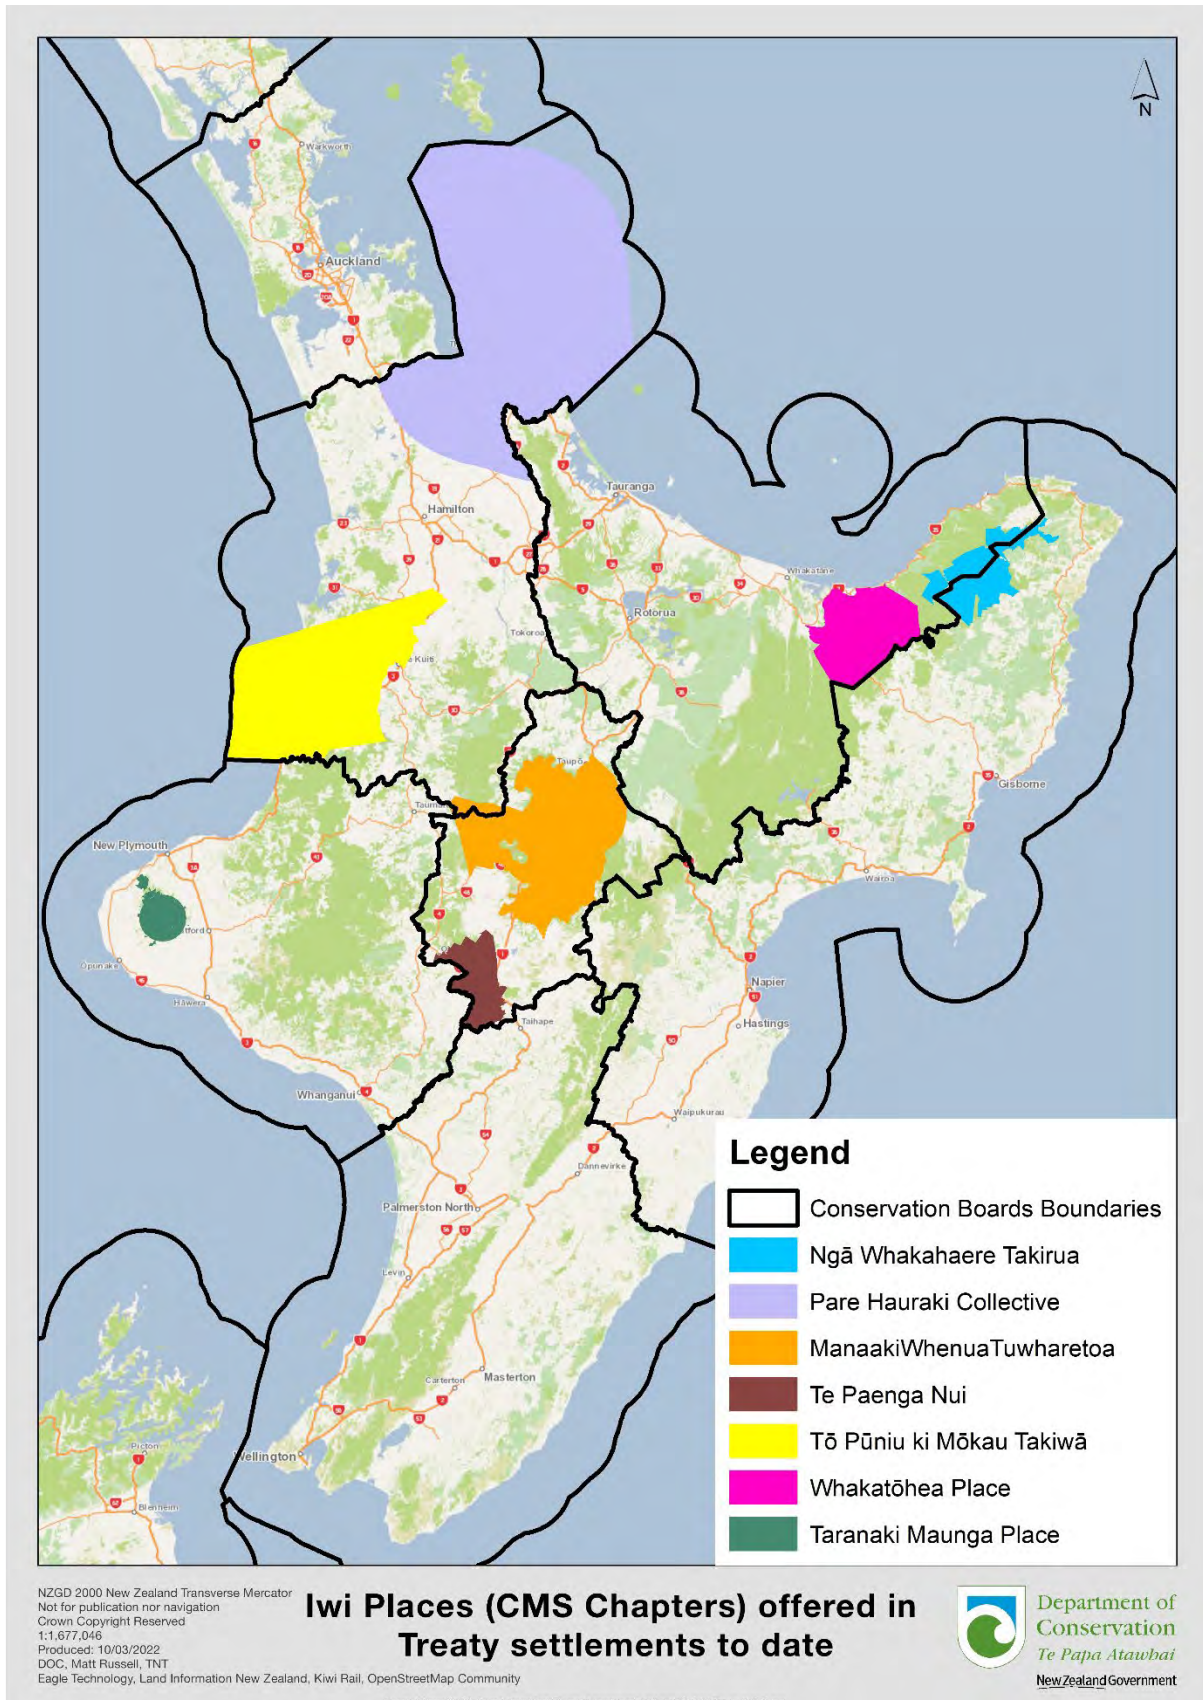 N
Warkworth
Auckland
Hamilton
Tauranga
Whakatāne
Rotorua
Tokoroa
Kuiti
Taupō
Gisborne
Wairoa
New Plymouth
tford
Opunake
Hāwera
Napier
Hastings
Taihape
Whanganui
Waipukurau
Dannevirke
Palmerston North
Levin
Masterton
Carterton
Wellington
Picton
Blenheim
Legend
Conservation Boards Boundaries
Ngā Whakahaere Takirua
Pare Hauraki Collective
ManaakiWhenuaTuwharetoa
Te Paenga Nui
Tō Pūniu ki Mōkau Takiwā
Whakatōhea Place
Taranaki Maunga Place
NZGD 2000 New Zealand Transverse Mercator
Not for publication nor navigation
Crown Copyright Reserved
1:1,677,046
Produced: 10/03/2022
DOC, Matt Russell, TNT
Eagle Technology, Land Information New Zealand, Kiwi Rail, OpenStreetMap Community
Iwi Places (CMS Chapters) offered in
Treaty settlements to date
Department of
Conservation
Te Papa Atawhai
New Zealand Government